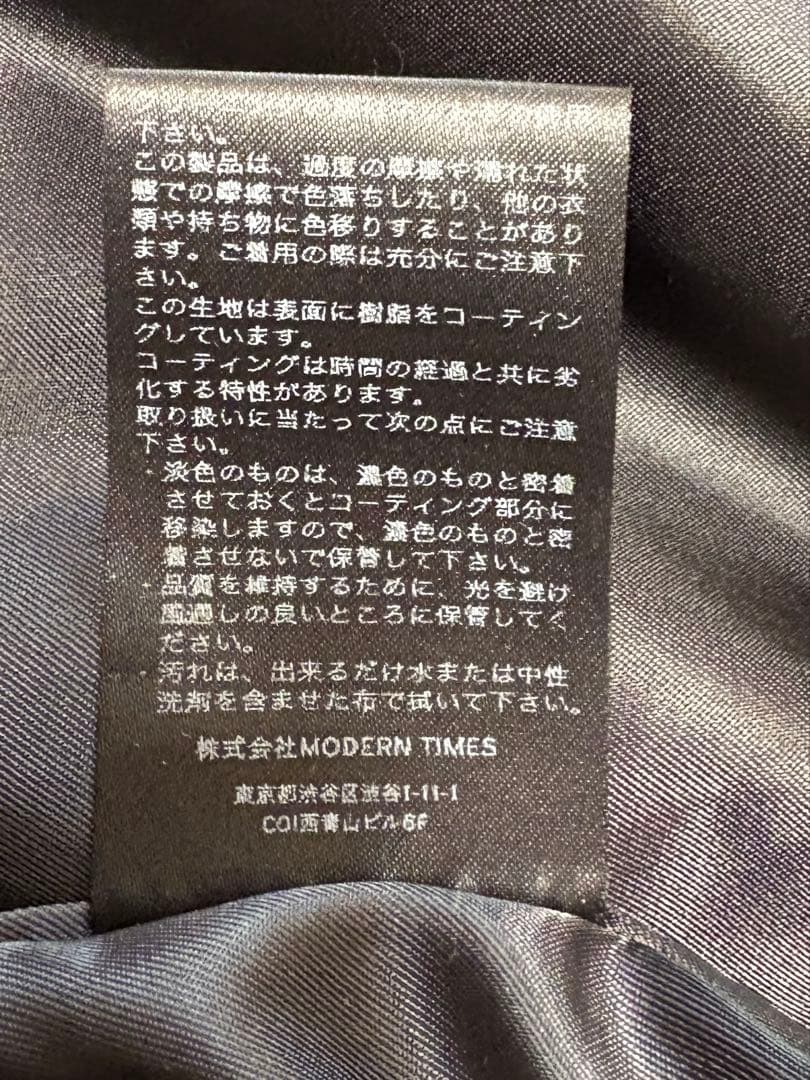 下さい。
この製品は、過度の摩擦や濡れた状
態での摩擦で色落ちしたり、他の衣
類や持ち物に色移りすることがあり
ます。ご着用の際は充分にご注意下
さい。
この生地は表面に樹脂をコーティン
グしています。
コーティングは時間の経過と共に劣
化する特性があります。
取り扱いに当たって次の点にご注意
下さい。
・淡色のものは、濃色のものと密着
させておくとコーティング部分に
移染しますので、濃色のものと密
着させないで保管して下さい。
・品質を維持するために、光を避け
風通しの良いところに保管してく
ださい。
・汚れは、出来るだけ水または中性
洗剤を含ませた布で拭いて下さい。
株式会社MODERN TIMES
東京都渋谷区渋谷1-11-1
COI西青山ビル6F